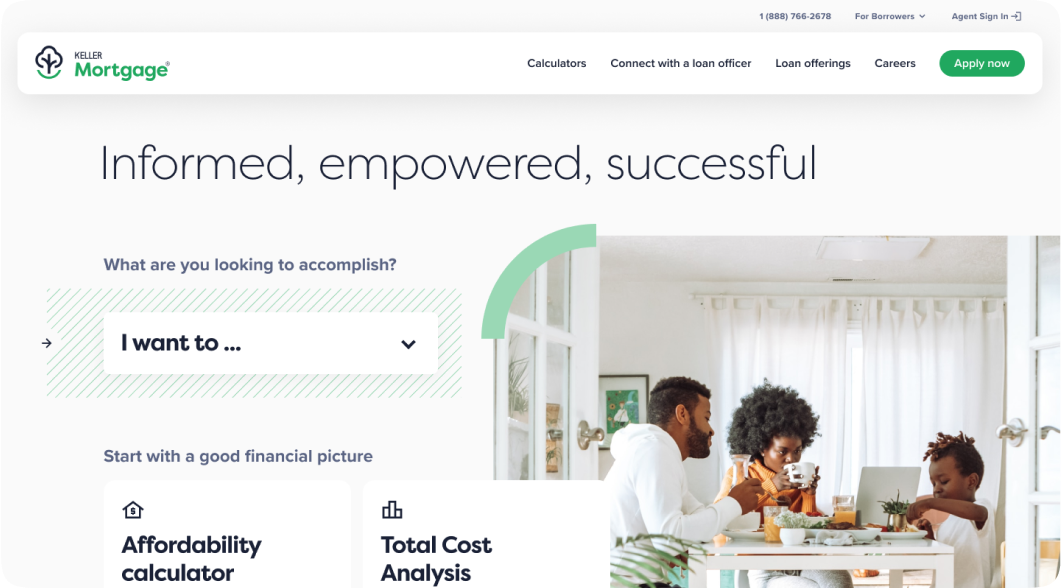 1 (888) 766-2678 For Borrowers Agent Sign In
KELLER
Mortgage®
Calculators Connect with a loan officer Loan offerings Careers Apply now
Informed, empowered, successful
What are you looking to accomplish?
I want to ...
Start with a good financial picture
Affordability
calculator
Total Cost
Analysis